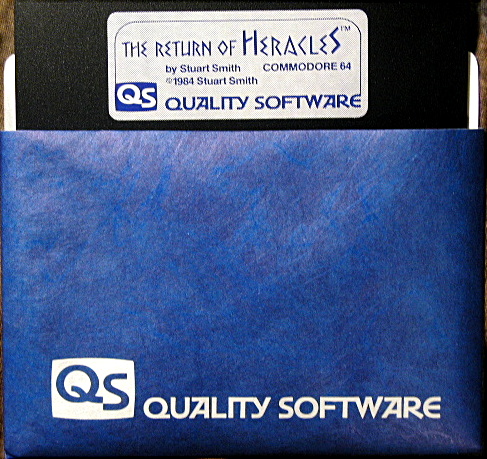 THE RETURN OF HERACLES™
by Stuart Smith COMMODORE 64
©1984 Stuart Smith
QS QUALITY SOFTWARE
QS QUALITY SOFTWARE